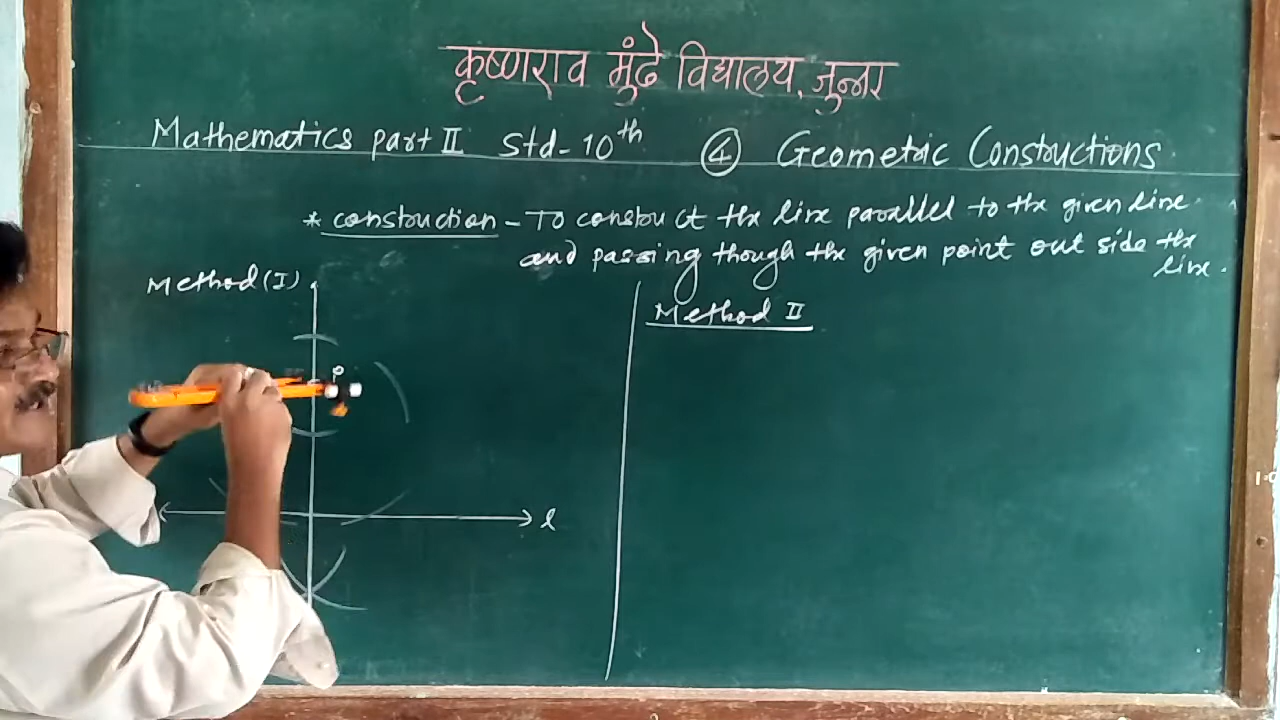 कृष्णराव मुंढे विद्यालय, जुन्नर
Mathematics part II Std-10th ④ Geometric Constructions
* construction - To construct the line parallel to the given line
and passing though the given point out side the
line.
Method (I)
Method II
P
l